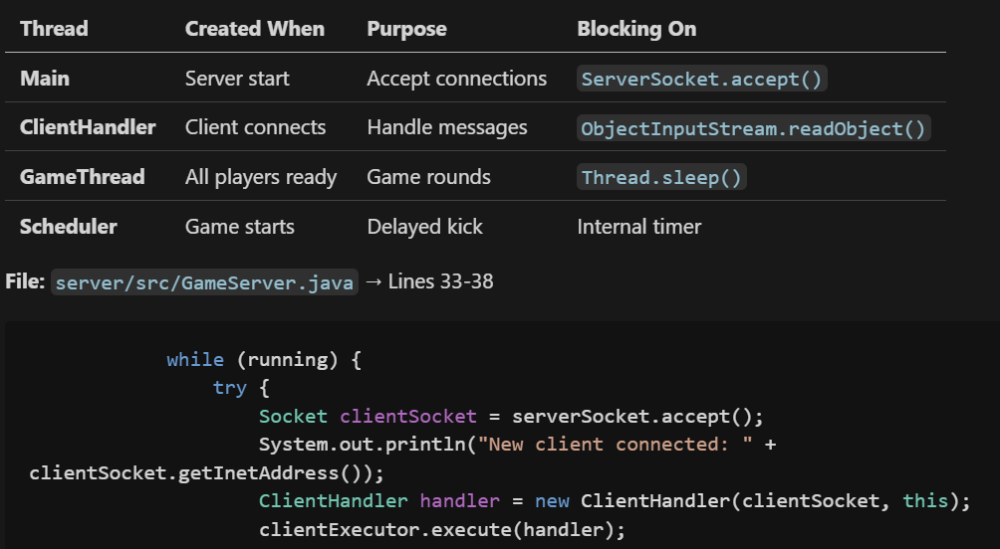 Thread Created When Purpose Blocking On
Main Server start Accept connections ServerSocket.accept()
ClientHandler Client connects Handle messages ObjectInputStream.readObject()
GameThread All players ready Game rounds Thread.sleep()
Scheduler Game starts Delayed kick Internal timer
File: server/src/GameServer.java → Lines 33-38
while (running) {
try {
Socket clientSocket = serverSocket.accept();
System.out.println("New client connected: " +
clientSocket.getInetAddress());
ClientHandler handler = new ClientHandler(clientSocket, this);
clientExecutor.execute(handler);